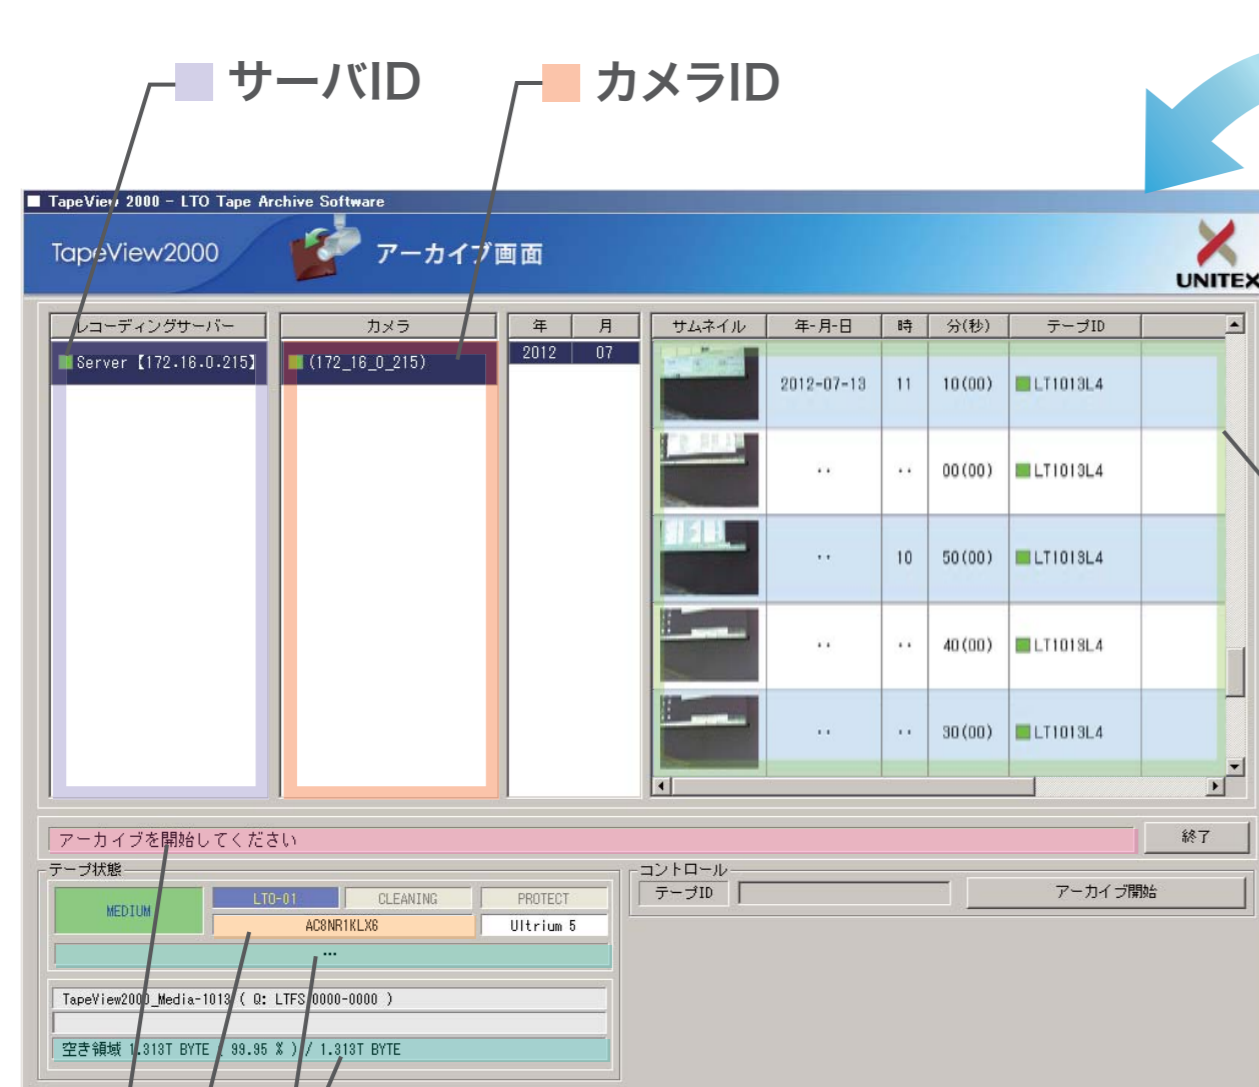 サーバID
カメラID
TapeView 2000 - LTO Tape Archive Software
TapeView2000
アーカイブ画面
UNITEX
レコーディングサーバー
カメラ
年
月
サムネイル
年-月-日
時
分(秒)
テープID
Server【172.16.0.215】
(172_16_0_215)
2012
07
2012-07-13
11
10(00)
LT1013L4
..
..
00(00)
LT1013L4
..
10
50(00)
LT1013L4
..
..
40(00)
LT1013L4
..
..
30(00)
LT1013L4
アーカイブを開始してください
終了
テープ状態
コントロール
MEDIUM
LTO-01
CLEANING
PROTECT
テープID
アーカイブ開始
AC8NR1KLX6
Ultrium 5
...
TapeView2000_Media-1013 ( Q: LTFS 0000-0000 )
空き領域 1.313T BYTE ( 99.95 % ) / 1.313T BYTE